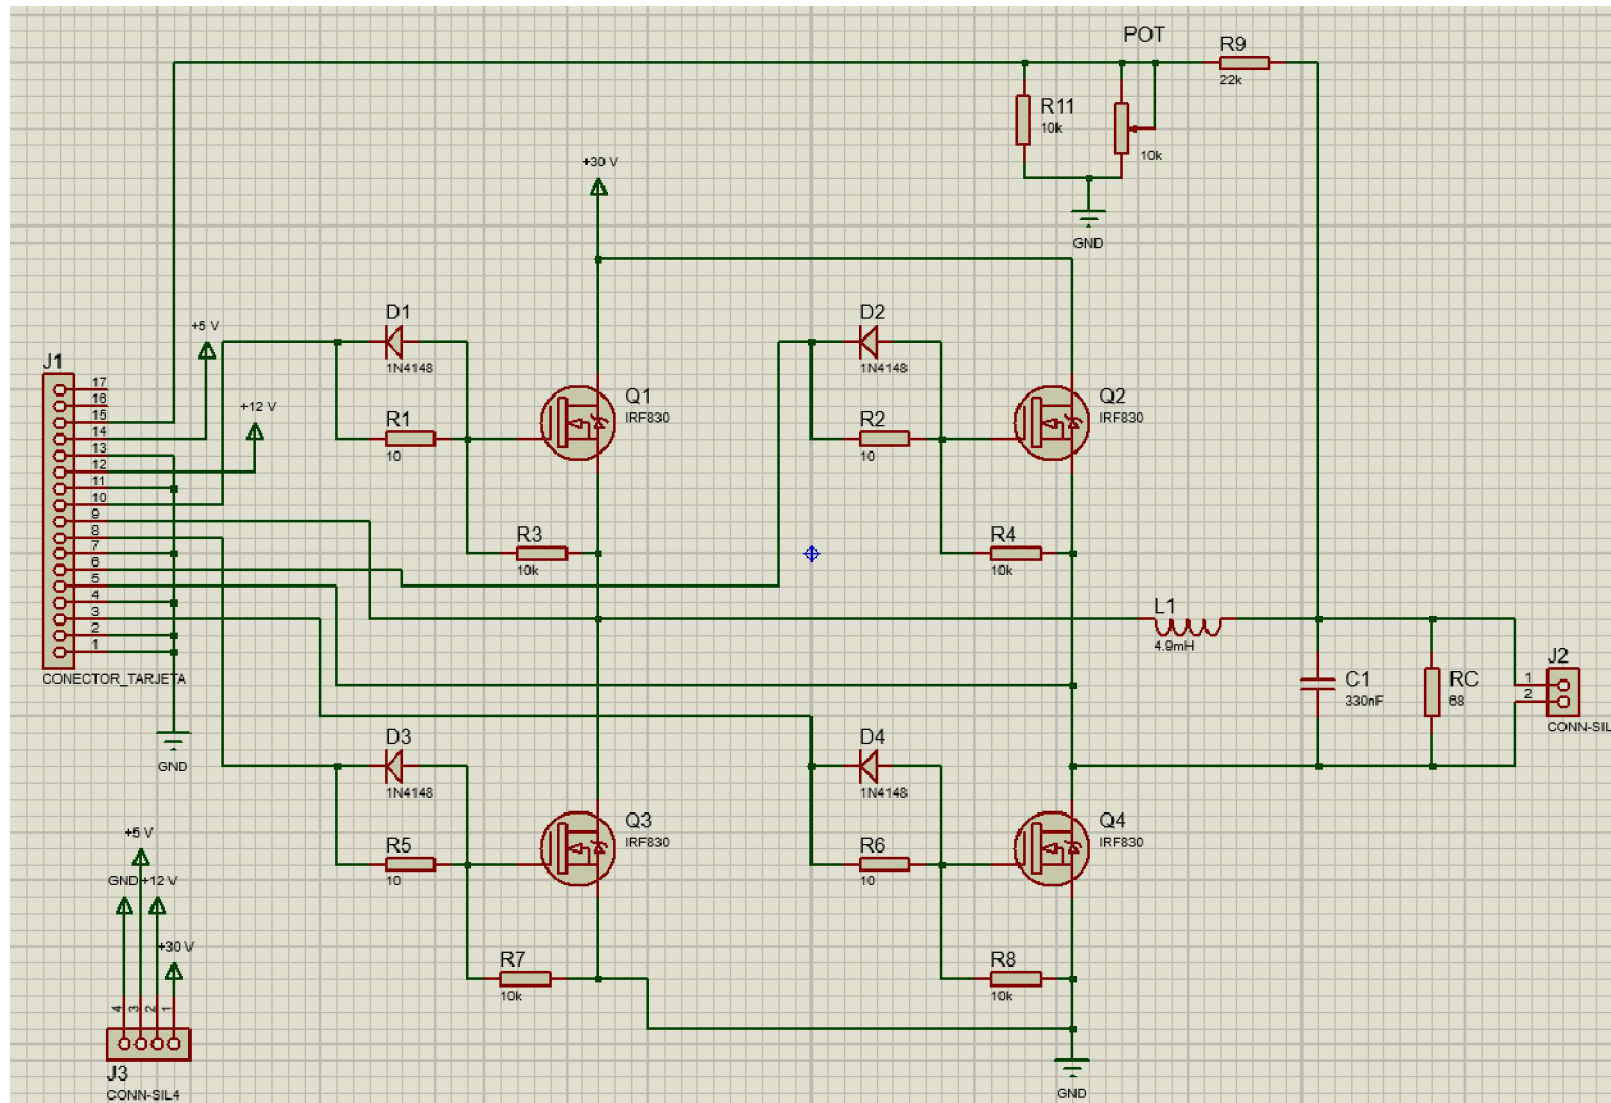 POT
R9
22k
R11
10k
10k
+30 V
GND
D1
1N4148
D2
1N4148
+5 V
J1
17
16
15
14
13
12
11
10
9
8
7
6
5
4
3
2
1
CONECTOR_TARJETA
+12 V
Q1
IRF830
Q2
IRF830
R1
10
R2
10
R3
10k
R4
10k
L1
4.9mH
C1
330nF
RC
68
J2
1
2
CONN-SIL
GND
D3
1N4148
D4
1N4148
Q3
IRF830
Q4
IRF830
R5
10
R6
10
+5 V
GND
+12 V
+30 V
R7
10k
R8
10k
4
3
2
1
J3
CONN-SIL4
GND